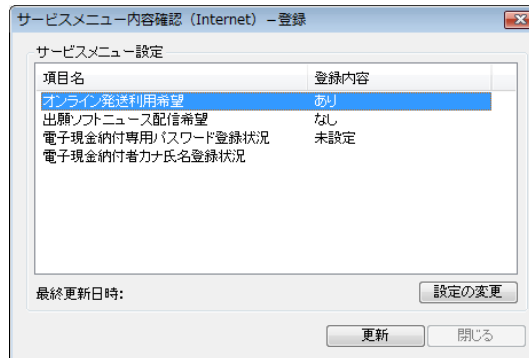 サービスメニュー内容確認（Internet）－登録
サービスメニュー設定
項目名 登録内容
オンライン発送利用希望 あり
出願ソフトニュース配信希望 なし
電子現金納付専用パスワード登録状況 未設定
電子現金納付者カナ氏名登録状況
最終更新日時: 設定の変更
更新 閉じる